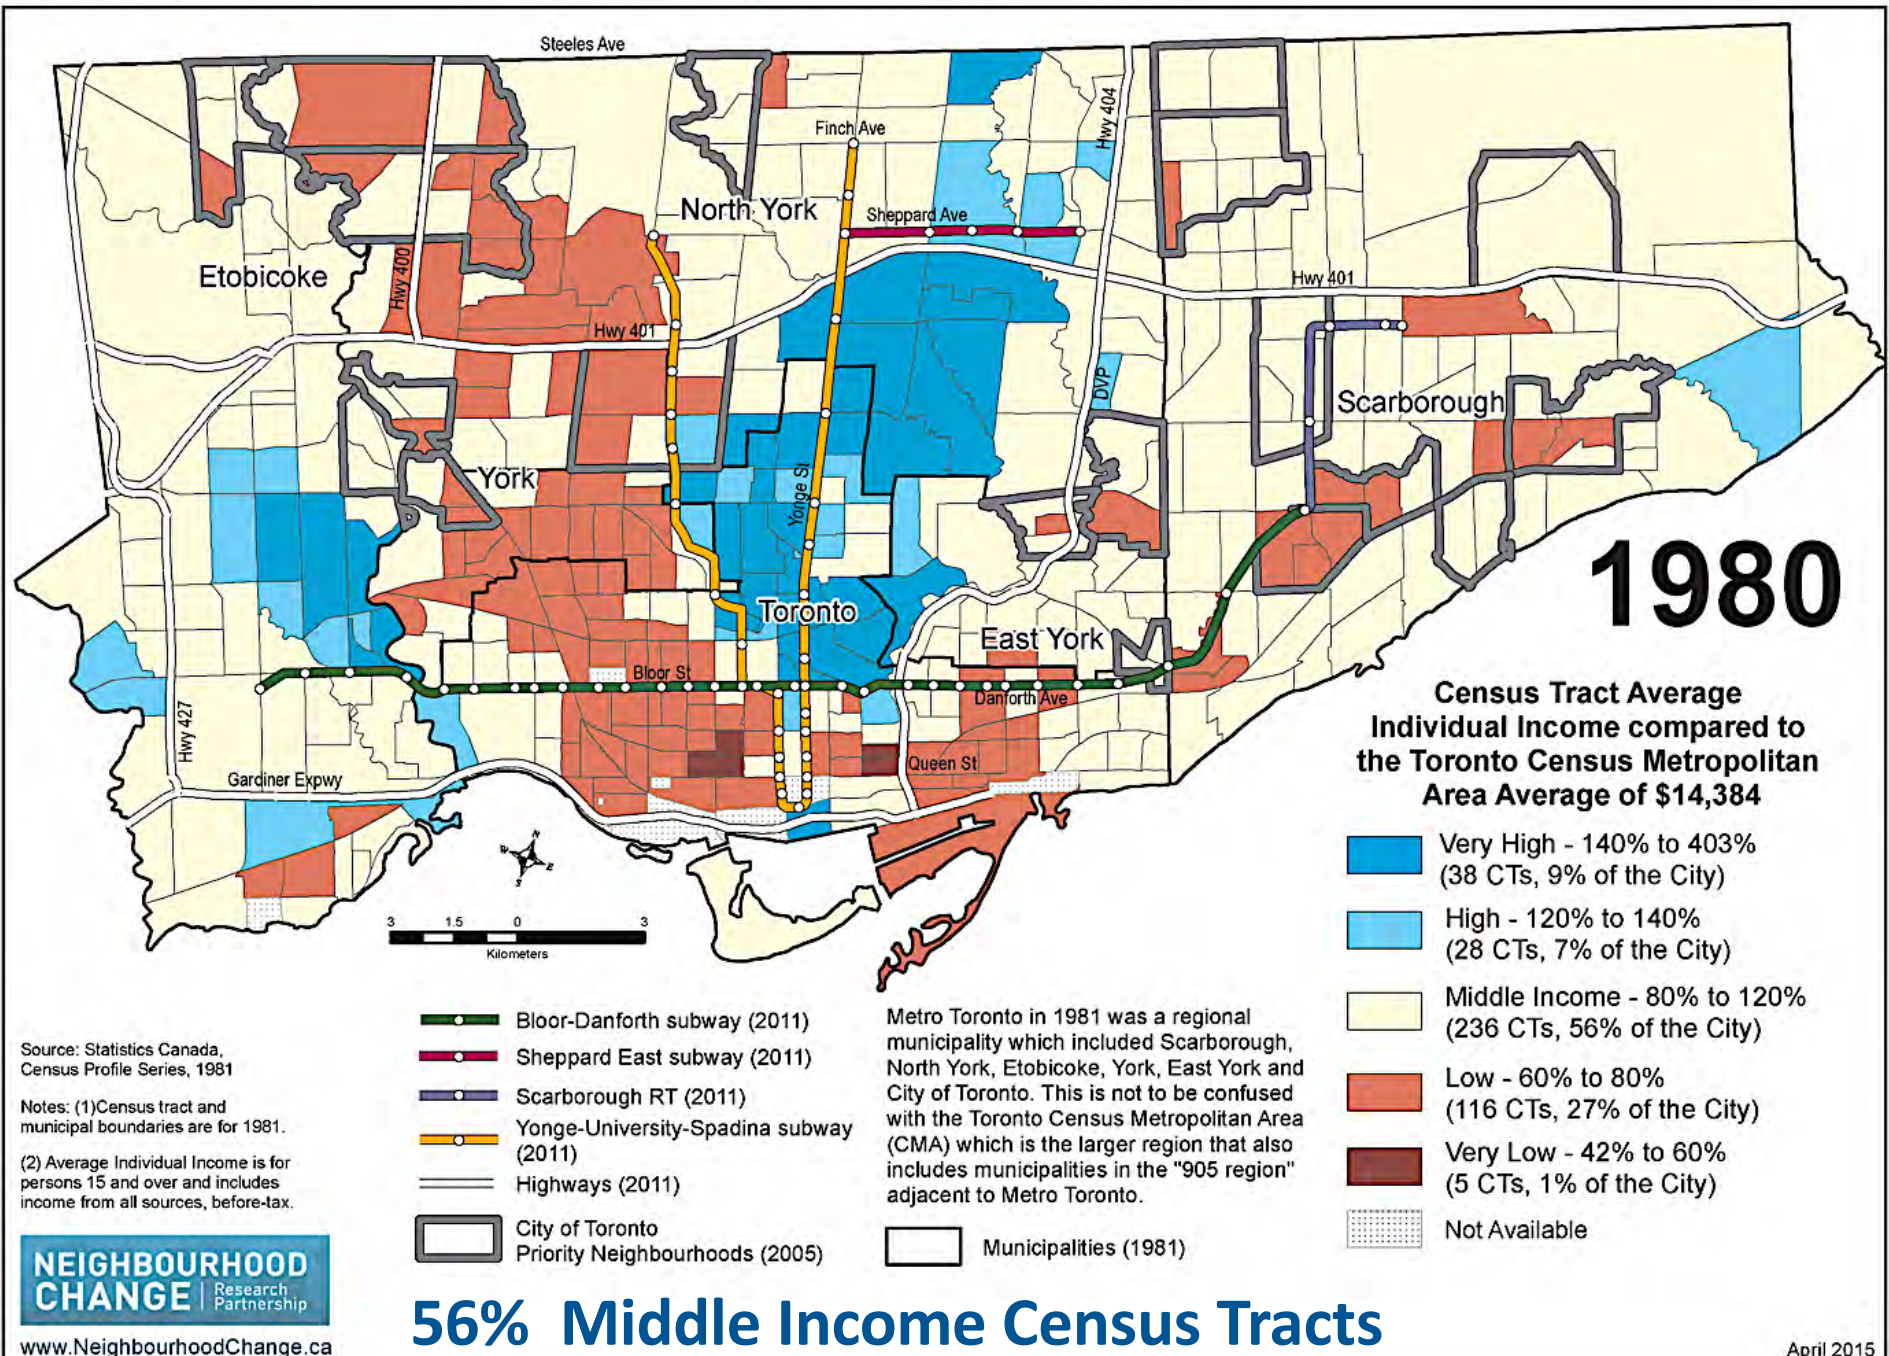 Steeles Ave
Finch Ave
Hwy 404
North York
Sheppard Ave
Etobicoke
Hwy 400
Hwy 401
Hwy 401
DVP
Scarborough
York
Yonge St
1980
Toronto
East York
Bloor St
Danforth Ave
Hwy 427
Queen St
Gardiner Expwy
N
W
E
S
3 1.5 0 3
Kilometers
Census Tract Average
Individual Income compared to
the Toronto Census Metropolitan
Area Average of $14,384
Very High - 140% to 403%
(38 CTs, 9% of the City)
High - 120% to 140%
(28 CTs, 7% of the City)
Middle Income - 80% to 120%
(236 CTs, 56% of the City)
Low - 60% to 80%
(116 CTs, 27% of the City)
Very Low - 42% to 60%
(5 CTs, 1% of the City)
Not Available
Source: Statistics Canada,
Census Profile Series, 1981
Notes: (1)Census tract and
municipal boundaries are for 1981.
(2) Average Individual Income is for
persons 15 and over and includes
income from all sources, before-tax.
Bloor-Danforth subway (2011)
Sheppard East subway (2011)
Scarborough RT (2011)
Yonge-University-Spadina subway
(2011)
Highways (2011)
City of Toronto
Priority Neighbourhoods (2005)
Metro Toronto in 1981 was a regional
municipality which included Scarborough,
North York, Etobicoke, York, East York and
City of Toronto. This is not to be confused
with the Toronto Census Metropolitan Area
(CMA) which is the larger region that also
includes municipalities in the "905 region"
adjacent to Metro Toronto.
Municipalities (1981)
NEIGHBOURHOOD
CHANGE Research
Partnership
www.NeighbourhoodChange.ca
56% Middle Income Census Tracts
April 2015